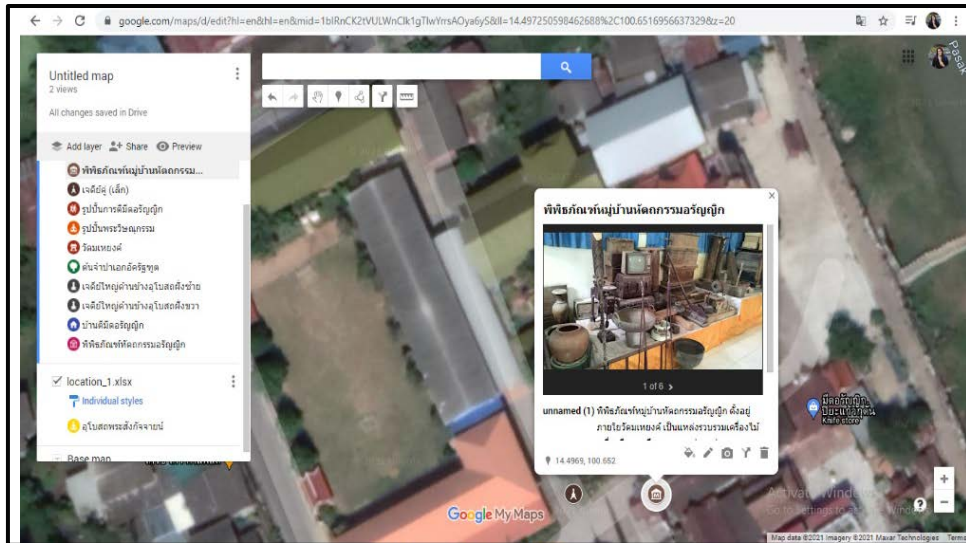 google.com/maps/d/edit?hl=en&hl=en&mid=1bIRnCK2tVULWnClk1gTlwYrrsAOya6yS&ll=14.497250598462688%2C100.6516956637329&z=20
Untitled map
2 views
All changes saved in Drive
Add layer
Share
Preview
พิพิธภัณฑ์หมู่บ้านหัตถกรรม...
เจดีย์คู่ (เล็ก)
รูปปั้นการตีมีดอรัญญิก
รูปปั้นพระวิษณุกรรม
วัดมเหยงค์
ต้นจำปาเอกอัครฐฑูต
เจดีย์ใหญ่ด้านข้างอุโบสถฝั่งซ้าย
เจดีย์ใหญ่ด้านข้างอุโบสถฝั่งขวา
บ้านตีมีดอรัญญิก
พิพิธภัณฑ์หัตถกรรมอรัญญิก
location_1.xlsx
Individual styles
อุโบสถพระสังกัจจายน์
Base map
พิพิธภัณฑ์หมู่บ้านหัตถกรรมอรัญญิก
1 of 6
unnamed (1) พิพิธภัณฑ์หมู่บ้านหัตถกรรมอรัญญิก ตั้งอยู่
ภายในวัดมเหยงค์ เป็นแหล่งรวบรวมเครื่องไม้
14.4969, 100.652
Pasak
มีดอรัญญิก
Knife store
Google My Maps
Activate Windows
Go to Settings to activate Windows.
Map data ©2021 Imagery ©2021 Maxar Technologies
Terms